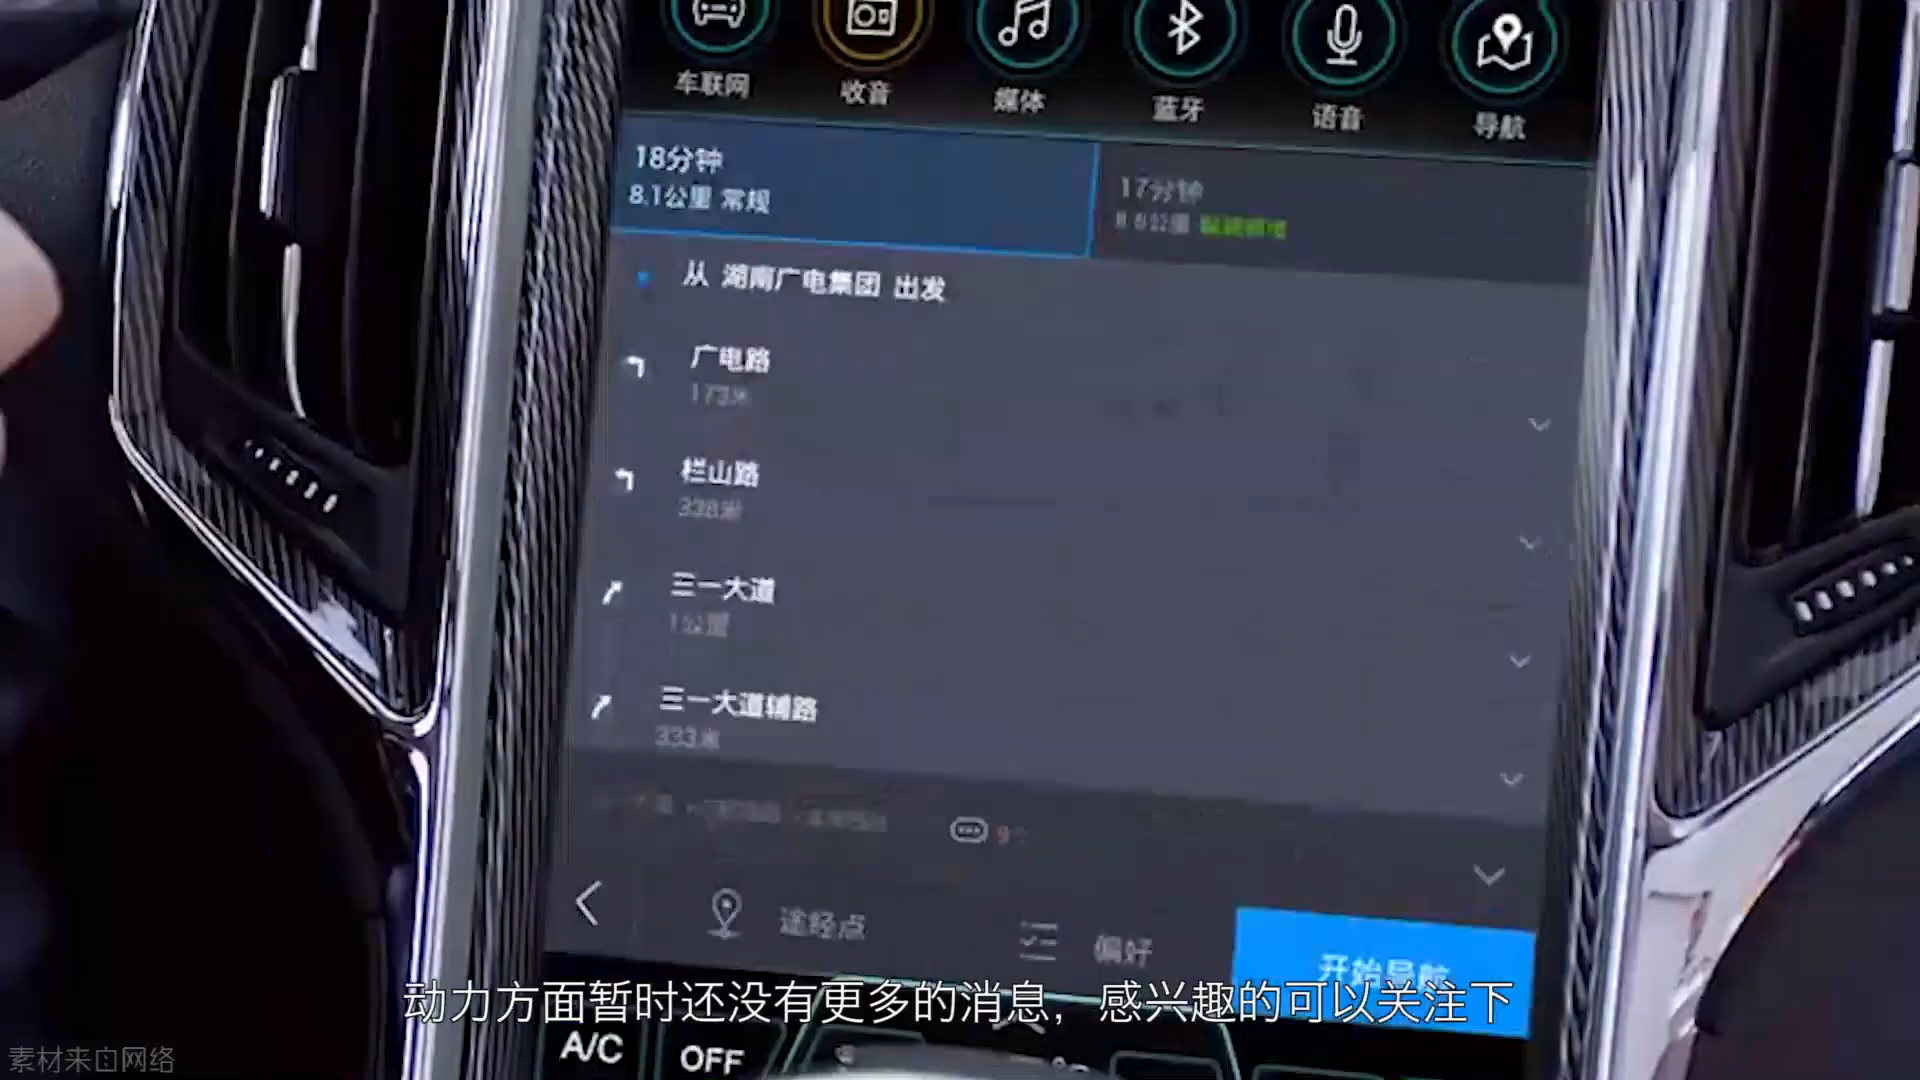 车联网
收音
媒体
蓝牙
语音
导航
18分钟
8.1公里 常规
17分钟
从 湖南广电集团 出发
广电路
173米
栏山路
338米
三一大道
1公里
三一大道辅路
333米
途经点
偏好
开始导航
动力方面暂时还没有更多的消息，感兴趣的可以关注下
A/C
OFF
素材来自网络